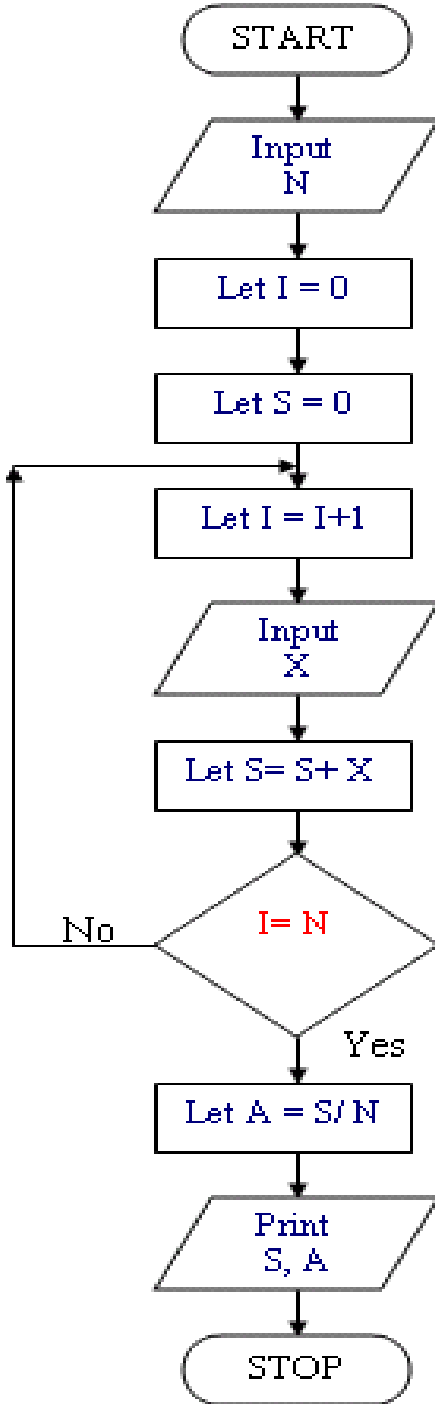 START
Input
N
Let I = 0
Let S = 0
Let I = I+1
Input
X
Let S= S+ X
I= N
No
Yes
Let A = S/ N
Print
S, A
STOP